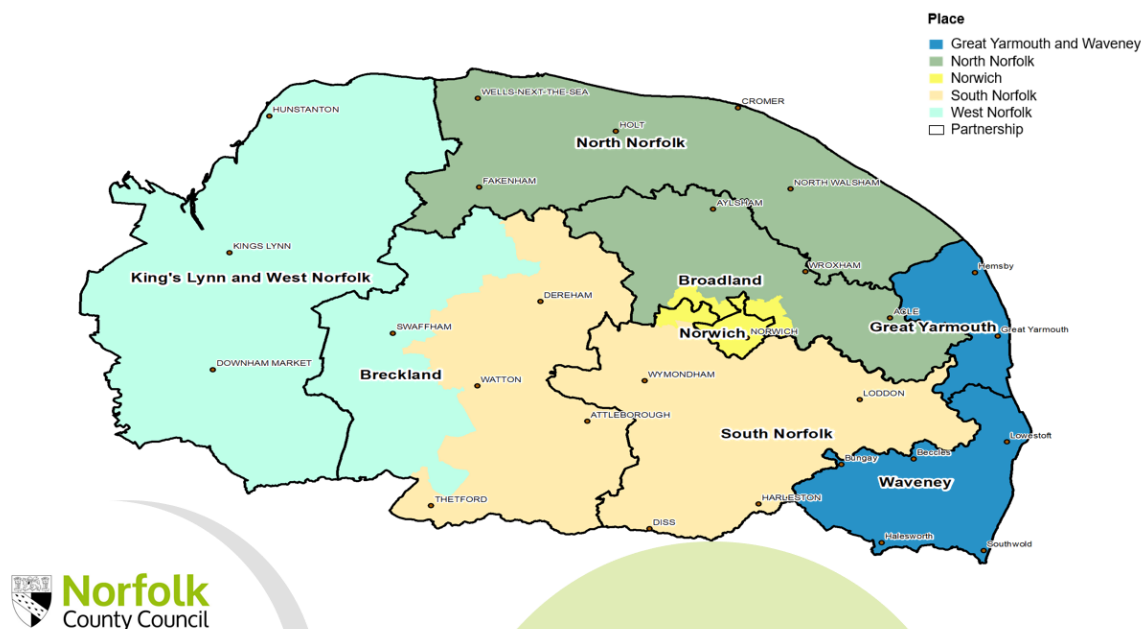 Place
Great Yarmouth and Waveney
North Norfolk
Norwich
South Norfolk
West Norfolk
Partnership
WELLS-NEXT-THE-SEA
CROMER
HUNSTANTON
HOLT
North Norfolk
FAKENHAM
NORTH WALSHAM
AYLSHAM
KINGS LYNN
King's Lynn and West Norfolk
WROXHAM
Hemsby
Broadland
DEREHAM
ACLE
Great Yarmouth
Great Yarmouth
SWAFFHAM
Norwich
NORWICH
DOWNHAM MARKET
Breckland
WATTON
WYMONDHAM
LODDON
ATTLEBOROUGH
South Norfolk
Lowestoft
Bungay
Beccles
Waveney
THETFORD
HARLESTON
DISS
Halesworth
Southwold
Norfolk
County Council